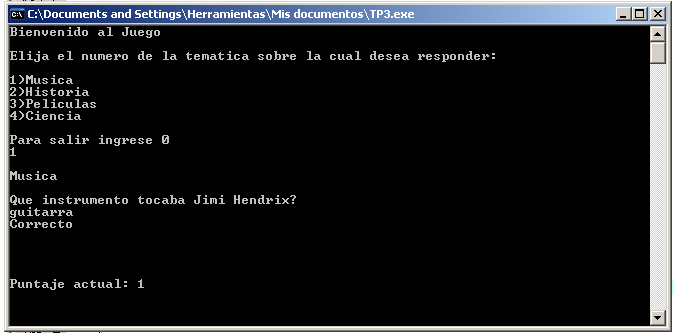 C:\Documents and Settings\Herramientas\Mis documentos\TP3.exe
Bienvenido al Juego
Elija el numero de la tematica sobre la cual desea responder:
1)Musica
2)Historia
3)Peliculas
4)Ciencia
Para salir ingrese 0
1
Musica
Que instrumento tocaba Jimi Hendrix?
guitarra
Correcto
Puntaje actual: 1